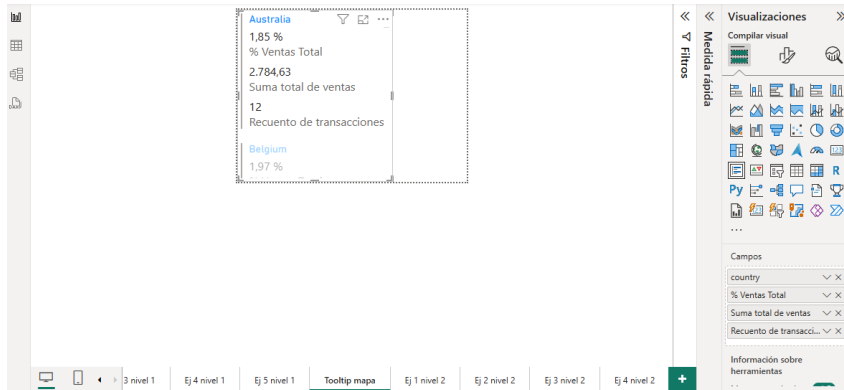 Australia
1,85 %
% Ventas Total
2.784,63
Suma total de ventas
12
Recuento de transacciones
Belgium
1,97 %
Filtros
Medida rápida
Visualizaciones
Compilar visual
123
R
Py
...
Campos
country
% Ventas Total
Suma total de ventas
Recuento de transacci...
Información sobre
herramientas
3 nivel 1
Ej 4 nivel 1
Ej 5 nivel 1
Tooltip mapa
Ej 1 nivel 2
Ej 2 nivel 2
Ej 3 nivel 2
Ej 4 nivel 2
+